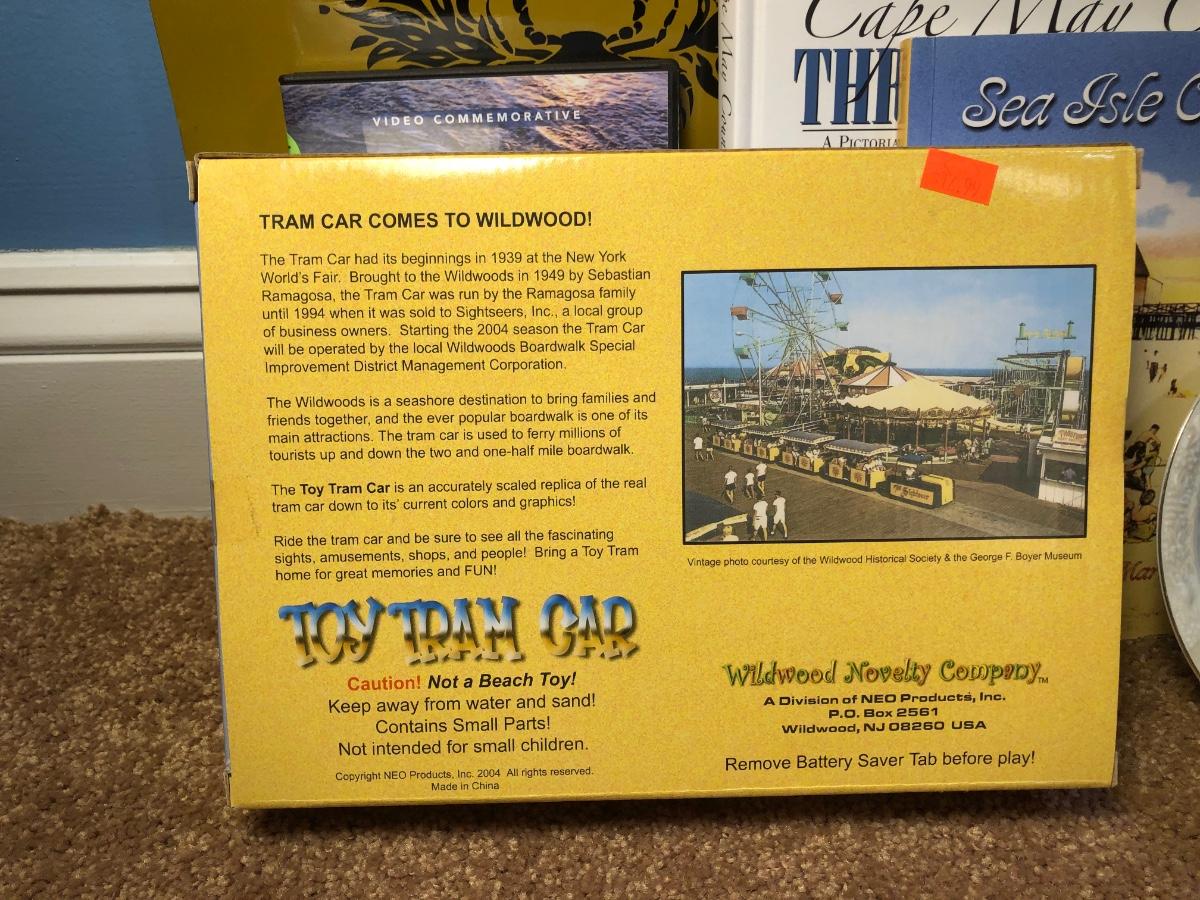 Cape May C
THR
A Pictoria
Sea Isle C
VIDEO COMMEMORATIVE
TRAM CAR COMES TO WILDWOOD!
The Tram Car had its beginnings in 1939 at the New York
World's Fair. Brought to the Wildwoods in 1949 by Sebastian
Ramagosa, the Tram Car was run by the Ramagosa family
until 1994 when it was sold to Sightseers, Inc., a local group
of business owners. Starting the 2004 season the Tram Car
will be operated by the local Wildwoods Boardwalk Special
Improvement District Management Corporation.
The Wildwoods is a seashore destination to bring families and
friends together, and the ever popular boardwalk is one of its
main attractions. The tram car is used to ferry millions of
tourists up and down the two and one-half mile boardwalk.
The Toy Tram Car is an accurately scaled replica of the real
tram car down to its' current colors and graphics!
Ride the tram car and be sure to see all the fascinating
sights, amusements, shops, and people! Bring a Toy Tram
home for great memories and FUN!
TOY TRAM CAR
Caution! Not a Beach Toy!
Keep away from water and sand!
Contains Small Parts!
Not intended for small children.
Copyright NEO Products, Inc. 2004 All rights reserved.
Made in China
Vintage photo courtesy of the Wildwood Historical Society & the George F. Boyer Museum
Wildwood Novelty Company™
A Division of NEO Products, Inc.
P.O. Box 2561
Wildwood, NJ 08260 USA
Remove Battery Saver Tab before play!